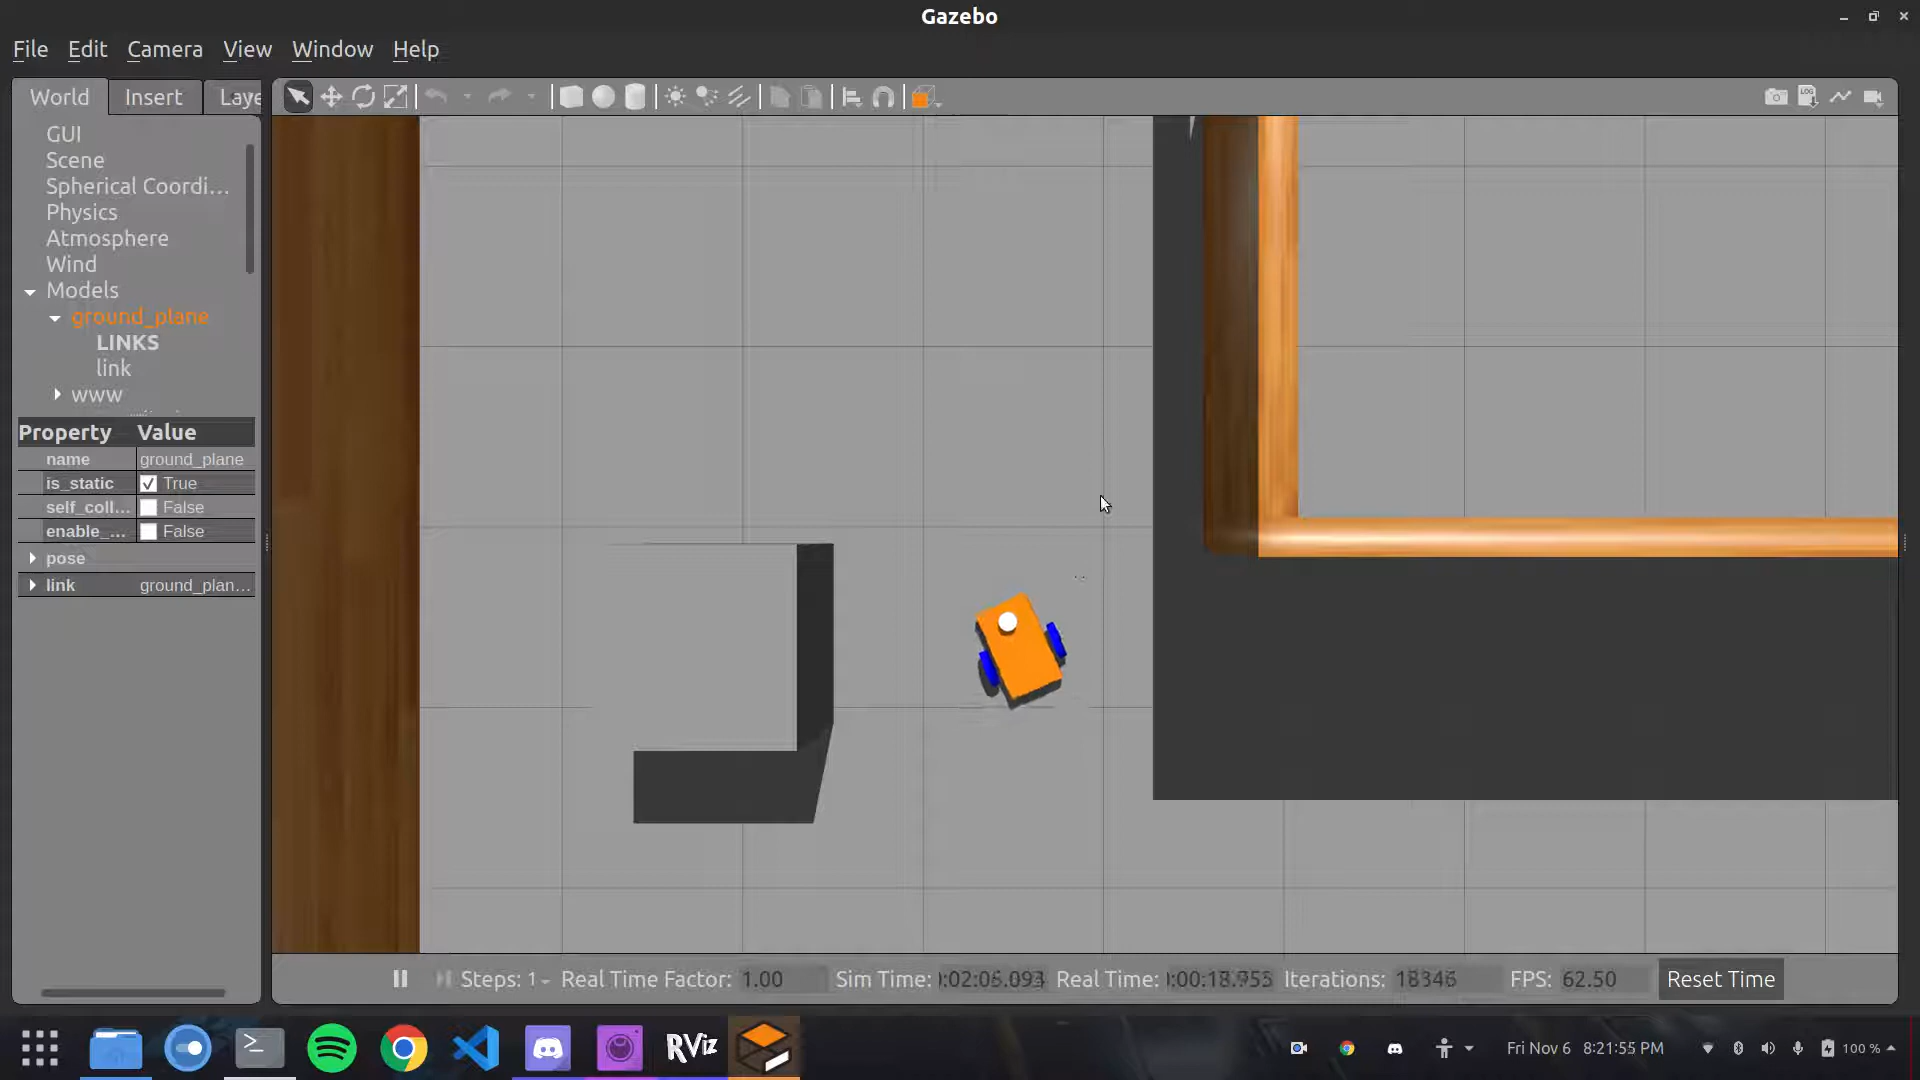 Gazebo
File Edit Camera View Window Help
World Insert Laye
GUI
Scene
Spherical Coordi...
Physics
Atmosphere
Wind
Models
ground_plane
LINKS
link
www
Property Value
name ground_plane
is_static True
self_coll... False
enable_... False
pose
link ground_plan...
LOG
Steps: 1 Real Time Factor: 1.00 Sim Time: Real Time: Iterations: FPS: 62.50 Reset Time
RViz Fri Nov 6 8:21:55 PM 100 %